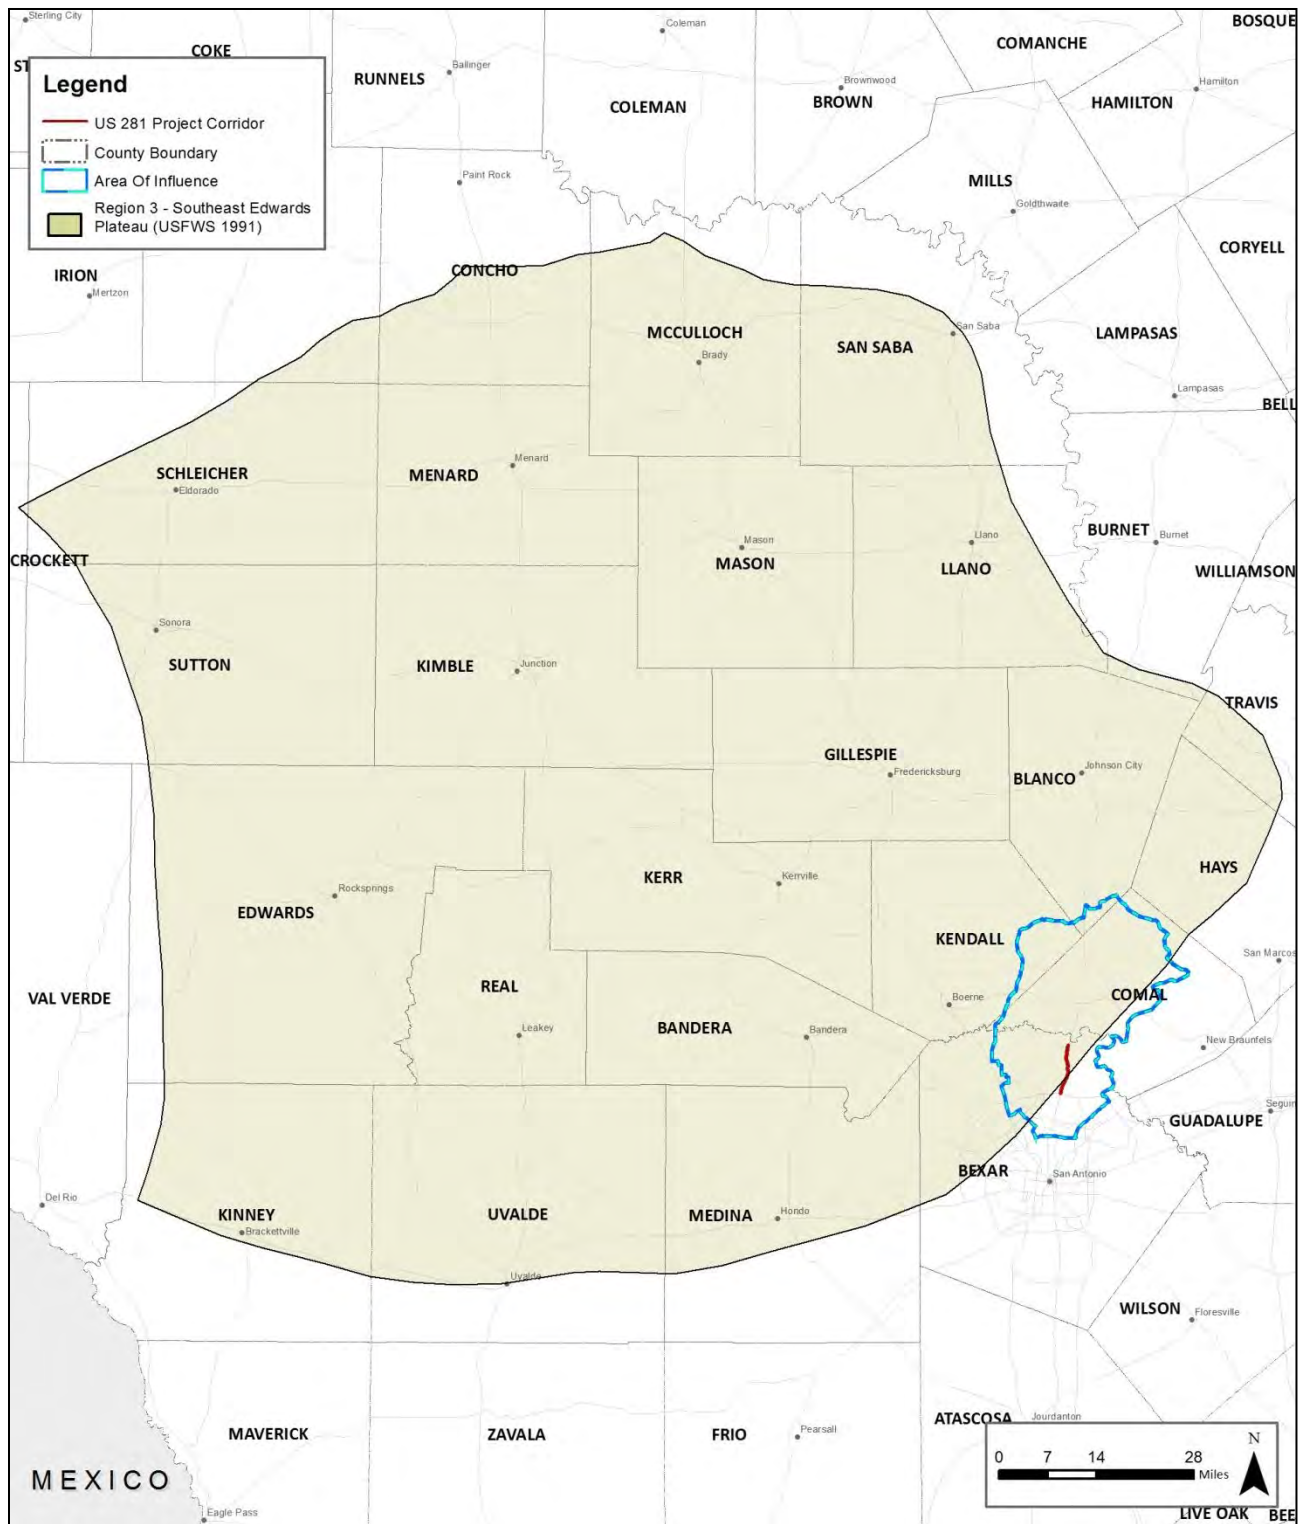 Sterling City
Coleman
BOSQUE
COKE
COMANCHE
ST
RUNNELS
Ballinger
Brownwood
Hamilton
COLEMAN
BROWN
HAMILTON
Legend
US 281 Project Corridor
County Boundary
Area Of Influence
Region 3 - Southeast Edwards
Plateau (USFWS 1991)
Paint Rock
MILLS
Goldthwaite
CORYELL
IRION
Mertzon
CONCHO
MCCULLOCH
Brady
SAN SABA
San Saba
LAMPASAS
Lampasas
BELL
SCHLEICHER
Eldorado
MENARD
Menard
CROCKETT
Mason
MASON
Llano
LLANO
BURNET
Burnet
WILLIAMSON
Sonora
SUTTON
KIMBLE
Junction
TRAVIS
GILLESPIE
Fredericksburg
BLANCO
Johnson City
KERR
Kerrville
HAYS
Rocksprings
EDWARDS
KENDALL
San Marcos
REAL
VAL VERDE
Boerne
COMAL
Leakey
BANDERA
Bandera
New Braunfels
Seguin
GUADALUPE
BEXAR
San Antonio
Del Rio
KINNEY
Brackettville
UVALDE
MEDINA
Hondo
Uvalde
WILSON
Floresville
MAVERICK
ZAVALA
FRIO
Pearsall
ATASCOSA
Jourdanton
MEXICO
0 7 14 28
Miles
N
Eagle Pass
LIVE OAK
BEE